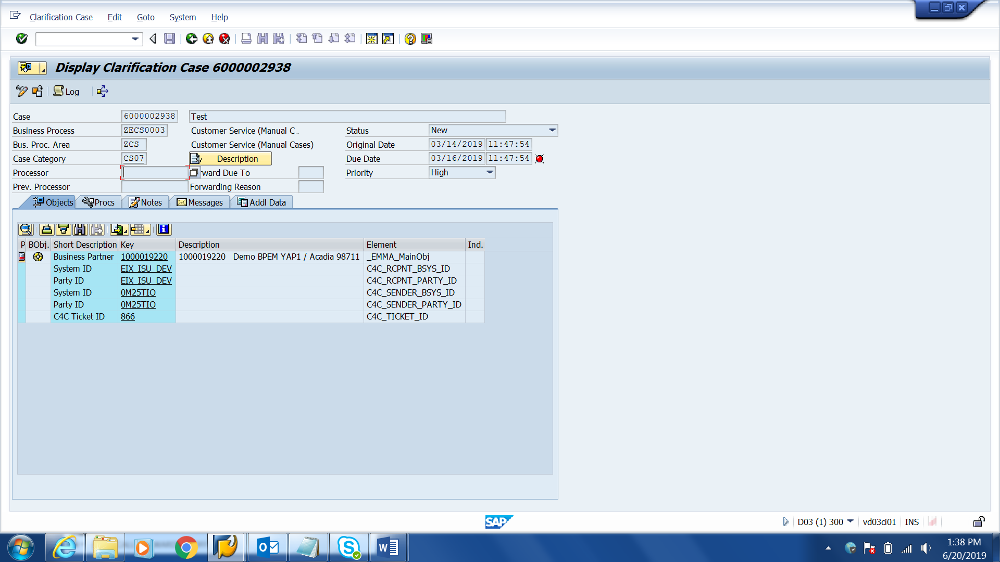 Clarification Case Edit Goto System Help
Display Clarification Case 6000002938
Log
Case 6000002938 Test
Business Process ZECS0003 Customer Service (Manual C... Status New
Bus. Proc. Area ZCS Customer Service (Manual Cases) Original Date 03/14/2019 11:47:54
Case Category CS07 Description Due Date 03/16/2019 11:47:54
Processor ward Due To Priority High
Prev. Processor Forwarding Reason
Objects Procs Notes Messages Addl Data
P BObj. Short Description Key Description Element Ind.
Business Partner 1000019220 1000019220 Demo BPEM YAP1 / Acadia 98711 _EMMA_MainObj
System ID EIX_ISU_DEV C4C_RCPNT_BSYS_ID
Party ID EIX_ISU_DEV C4C_RCPNT_PARTY_ID
System ID 0M25TIO C4C_SENDER_BSYS_ID
Party ID 0M25TIO C4C_SENDER_PARTY_ID
C4C Ticket ID 866 C4C_TICKET_ID
SAP D03 (1) 300 vd03ci01 INS
1:38 PM
6/20/2019